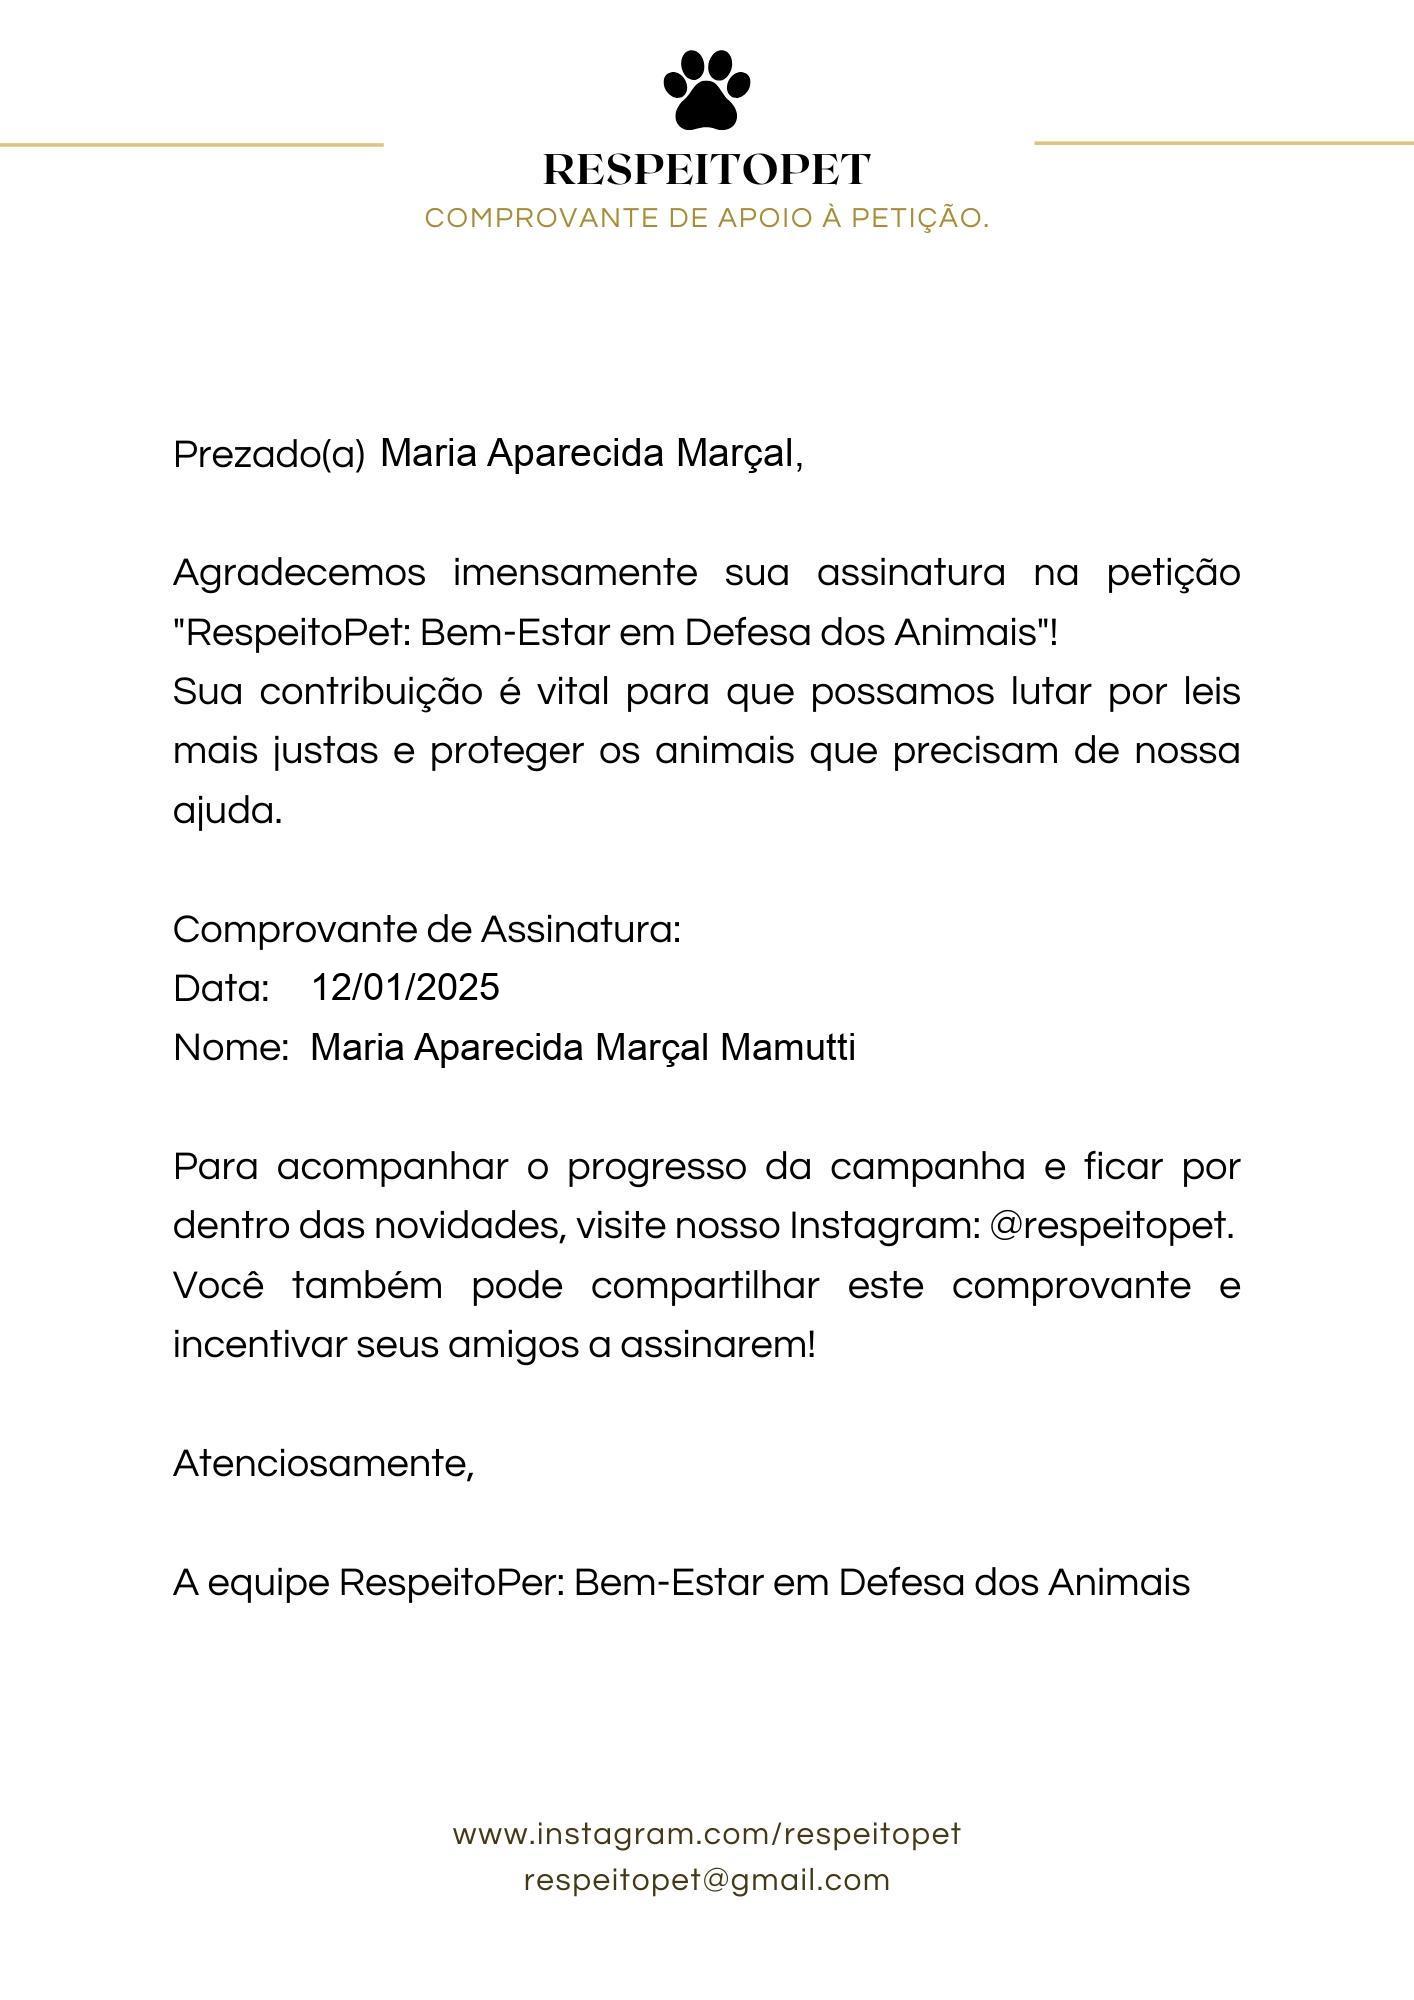 RESPEITOPET
COMPROVANTE DE APOIO À PETIÇÃO.
Prezado(a) Maria Aparecida Marçal,
Agradecemos imensamente sua assinatura na petição
"RespeitoPet: Bem-Estar em Defesa dos Animais"!
Sua contribuição é vital para que possamos lutar por leis
mais justas e proteger os animais que precisam de nossa
ajuda.
Comprovante de Assinatura:
Data: 12/01/2025
Nome: Maria Aparecida Marçal Mamutti
Para acompanhar o progresso da campanha e ficar por
dentro das novidades, visite nosso Instagram: @respeitopet.
Você também pode compartilhar este comprovante e
incentivar seus amigos a assinarem!
Atenciosamente,
A equipe RespeitoPer: Bem-Estar em Defesa dos Animais
www.instagram.com/respeitopet
respeitopet@gmail.com